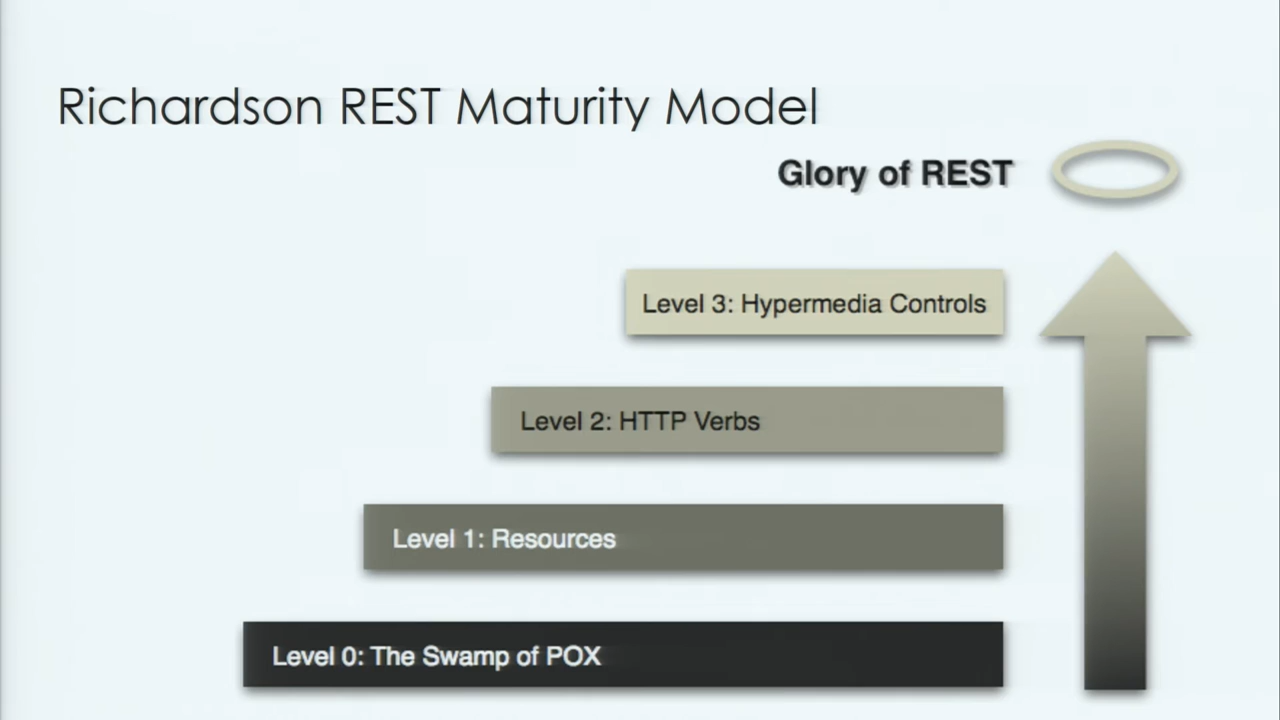 Richardson REST Maturity Model
Glory of REST
Level 3: Hypermedia Controls
Level 2: HTTP Verbs
Level 1: Resources
Level 0: The Swamp of POX